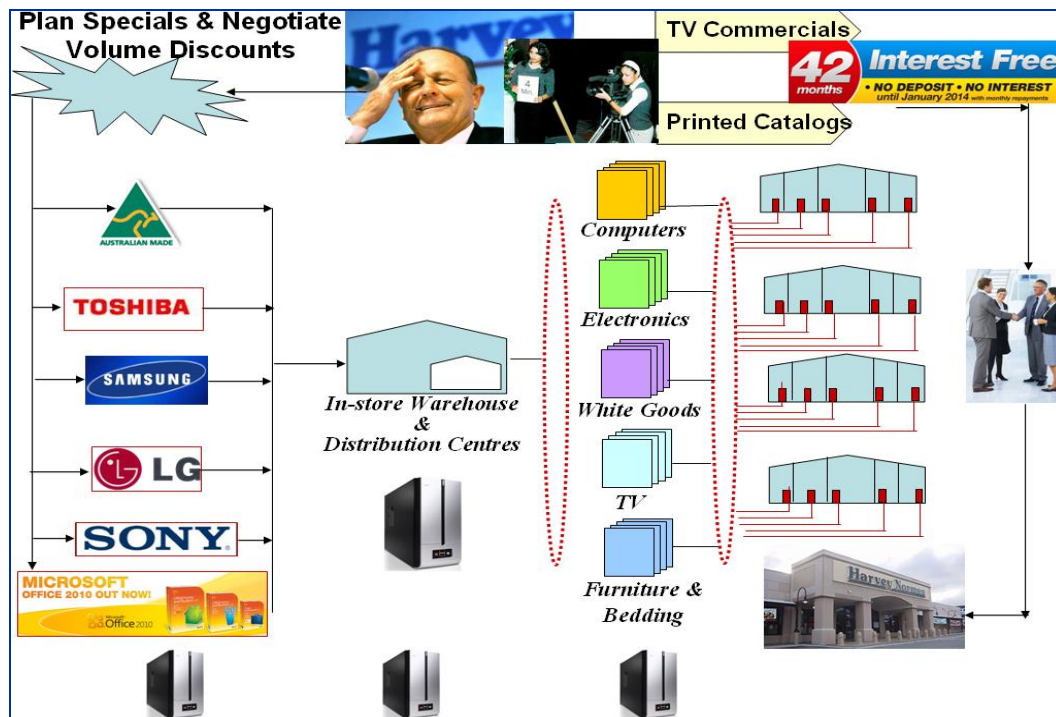 Plan Specials & Negotiate
Volume Discounts
Harvey
4
Min.
TV Commercials
Printed Catalogs
42
months
Interest Free
• NO DEPOSIT • NO INTEREST
until January 2014 with monthly repayments
AUSTRALIAN MADE
TOSHIBA
SAMSUNG
LG
SONY®
MICROSOFT
OFFICE 2010 OUT NOW!
Microsoft
Office 2010
In-store Warehouse
&
Distribution Centres
Computers
Electronics
White Goods
TV
Furniture &
Bedding
Harvey Norman